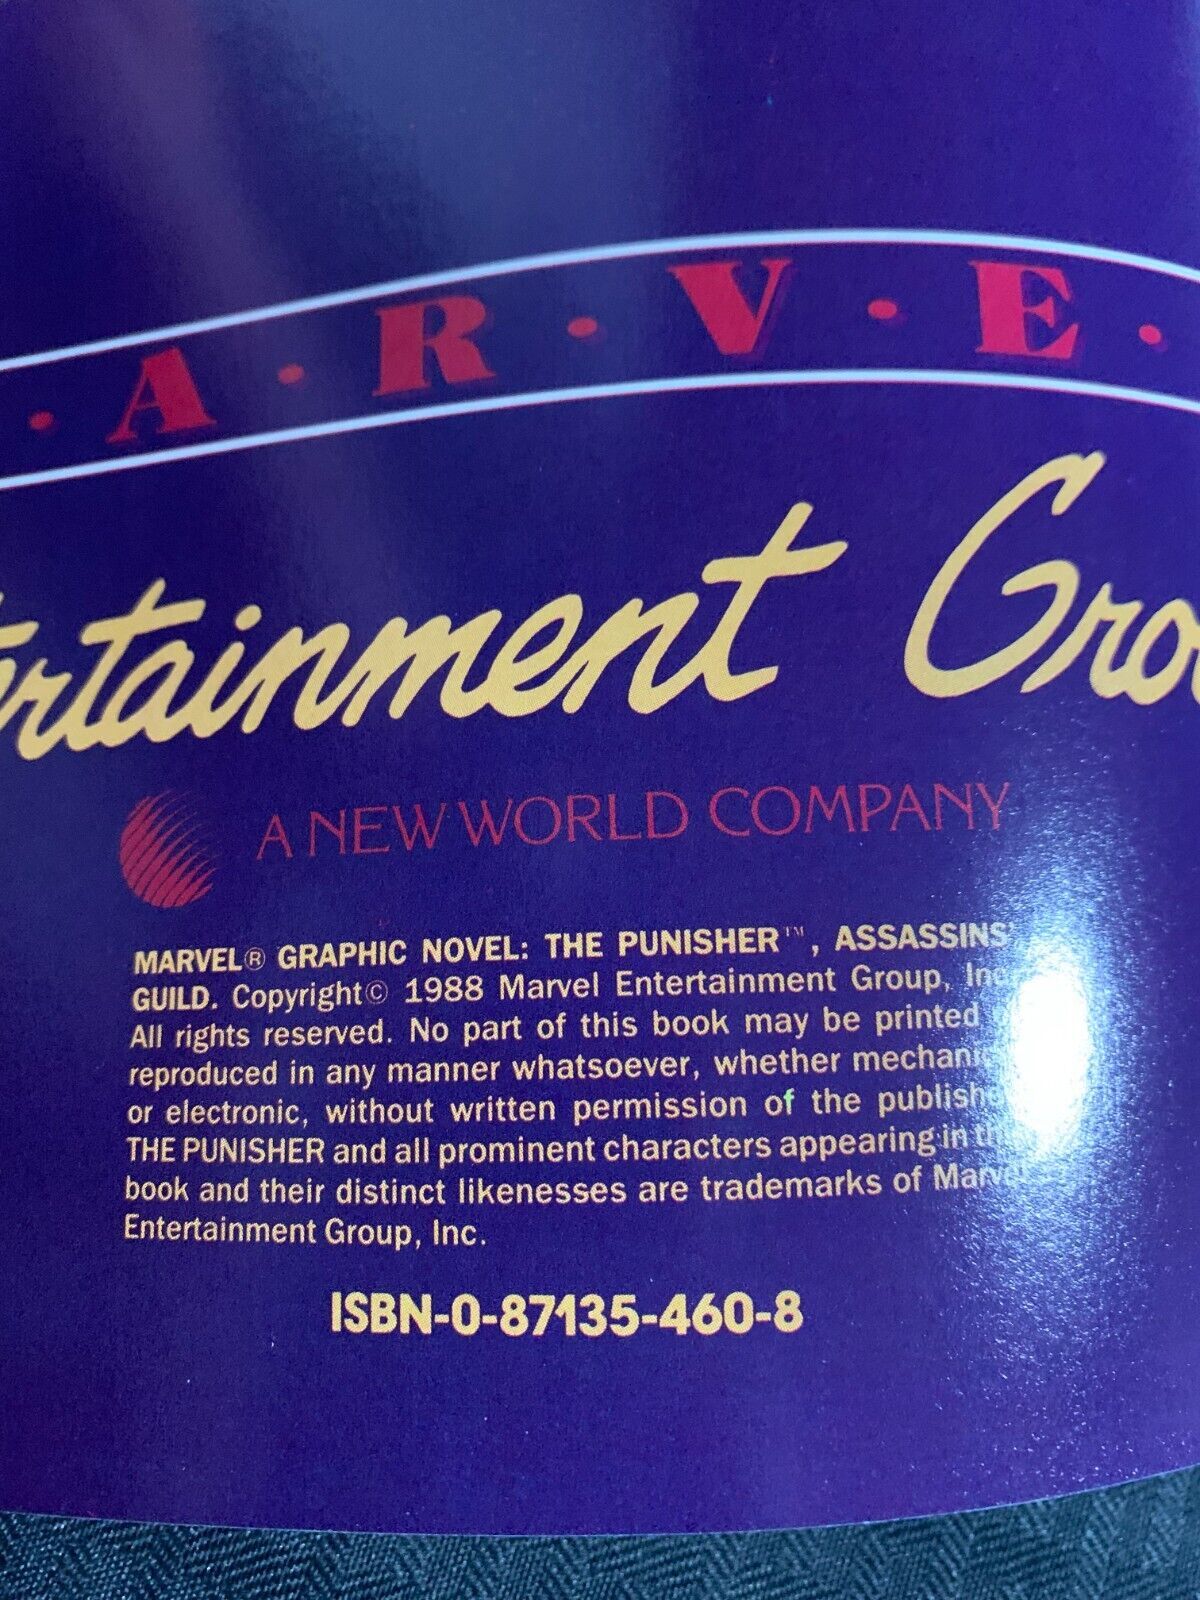 A · R · V · E ·
ertainment Gro
A NEW WORLD COMPANY
MARVEL® GRAPHIC NOVEL: THE PUNISHER™, ASSASSINS'
GUILD. Copyright© 1988 Marvel Entertainment Group, Inc
All rights reserved. No part of this book may be printed
reproduced in any manner whatsoever, whether mechani
or electronic, without written permission of the publish
THE PUNISHER and all prominent characters appearing in th
book and their distinct likenesses are trademarks of Marvel
Entertainment Group, Inc.
ISBN-0-87135-460-8